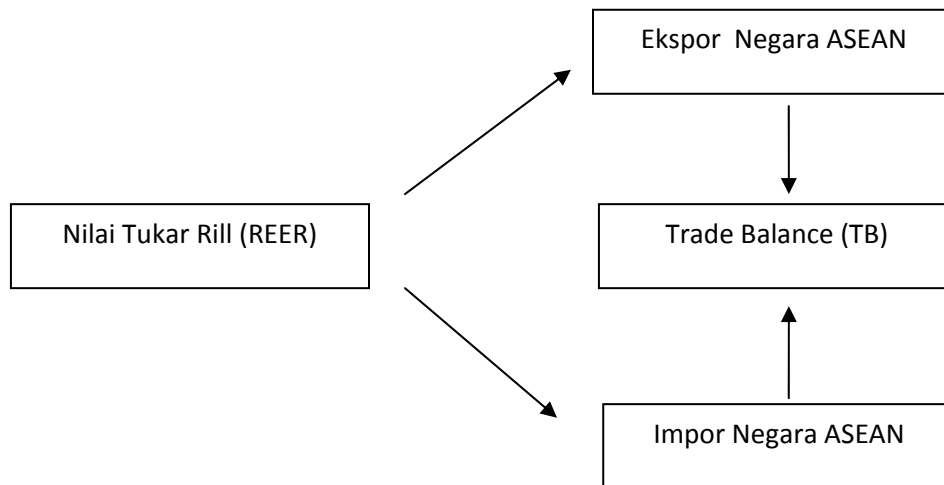 Ekspor Negara ASEAN
Nilai Tukar Rill (REER)
Trade Balance (TB)
Impor Negara ASEAN